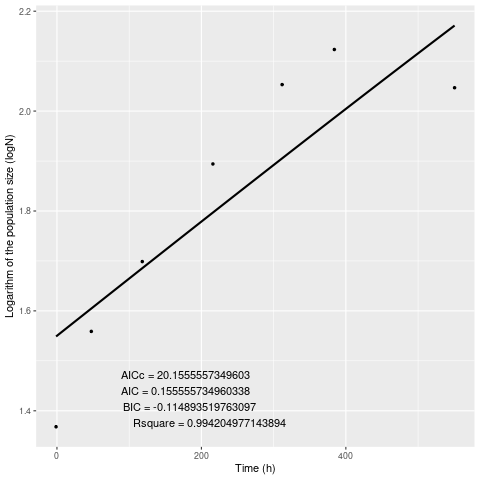 2.2
2.0
1.8
1.6
1.4
Logarithm of the population size (logN)
AICc = 20.1555557349603
AIC = 0.155555734960338
BIC = -0.114893519763097
Rsquare = 0.994204977143894
0
200
400
Time (h)